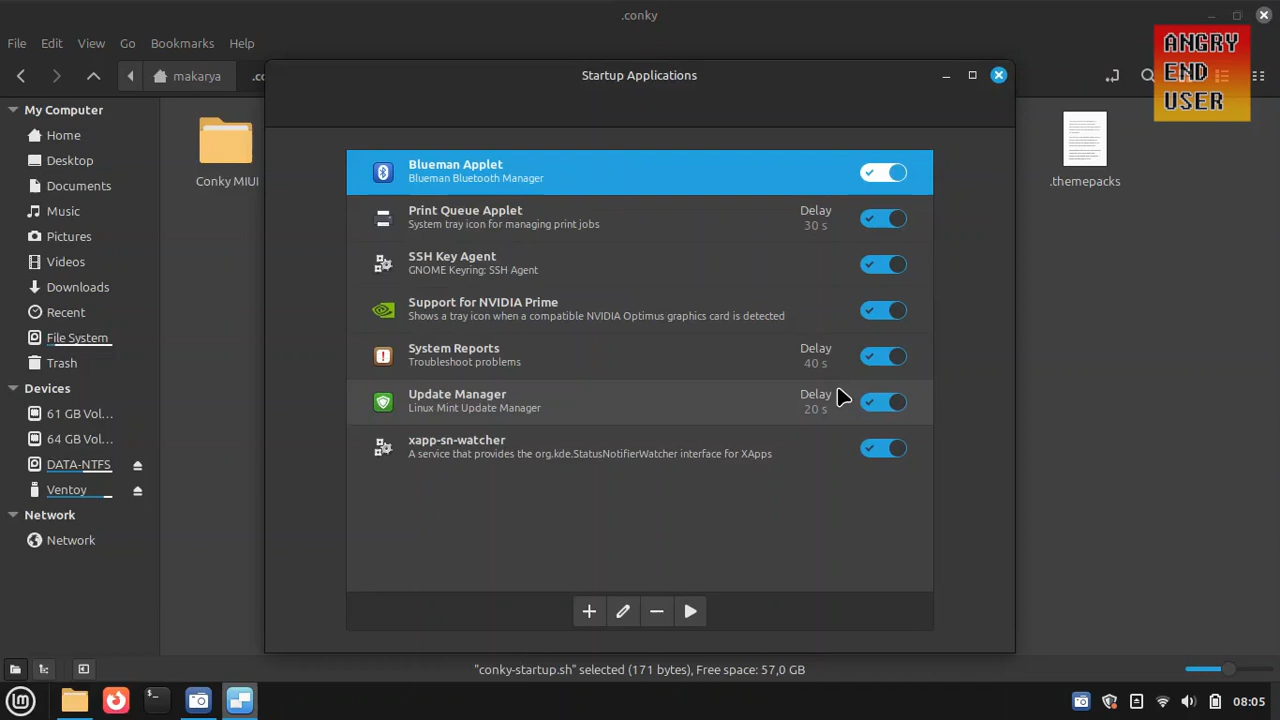 .conky
File Edit View Go Bookmarks Help
ANGRY
END
USER
makarya
Startup Applications
My Computer
Home
Desktop
Documents
Music
Pictures
Videos
Downloads
Recent
File System
Trash
Devices
61 GB Vol...
64 GB Vol...
DATA-NTFS
Ventoy
Network
Network
Conky MIUI
.themepacks
Blueman Applet
Blueman Bluetooth Manager
Print Queue Applet
System tray icon for managing print jobs
Delay
30 s
SSH Key Agent
GNOME Keyring: SSH Agent
Support for NVIDIA Prime
Shows a tray icon when a compatible NVIDIA Optimus graphics card is detected
System Reports
Troubleshoot problems
Delay
40 s
Update Manager
Linux Mint Update Manager
Delay
20 s
xapp-sn-watcher
A service that provides the org.kde.StatusNotifierWatcher interface for XApps
"conky-startup.sh" selected (171 bytes), Free space: 57,0 GB
08:05